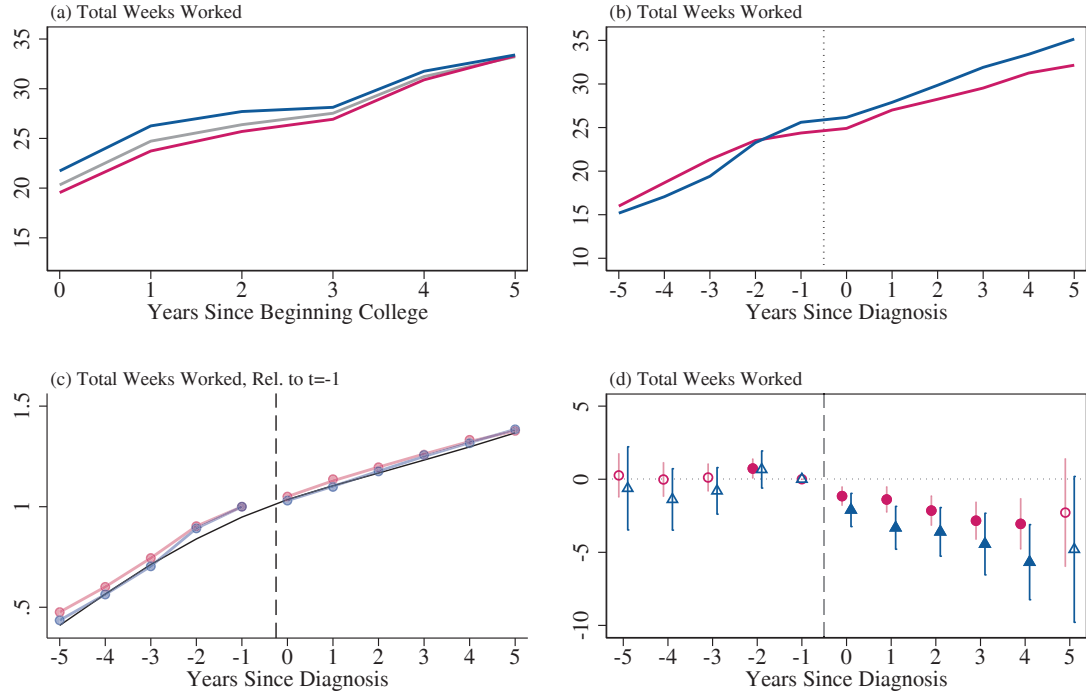 (a) Total Weeks Worked
35
30
25
20
15
0 1 2 3 4 5
Years Since Beginning College
(b) Total Weeks Worked
35
30
25
20
15
10
-5 -4 -3 -2 -1 0 1 2 3 4 5
Years Since Diagnosis
(c) Total Weeks Worked, Rel. to t=-1
1.5
1
.5
-5 -4 -3 -2 -1 0 1 2 3 4 5
Years Since Diagnosis
(d) Total Weeks Worked
5
0
-5
-10
-5 -4 -3 -2 -1 0 1 2 3 4 5
Years Since Diagnosis